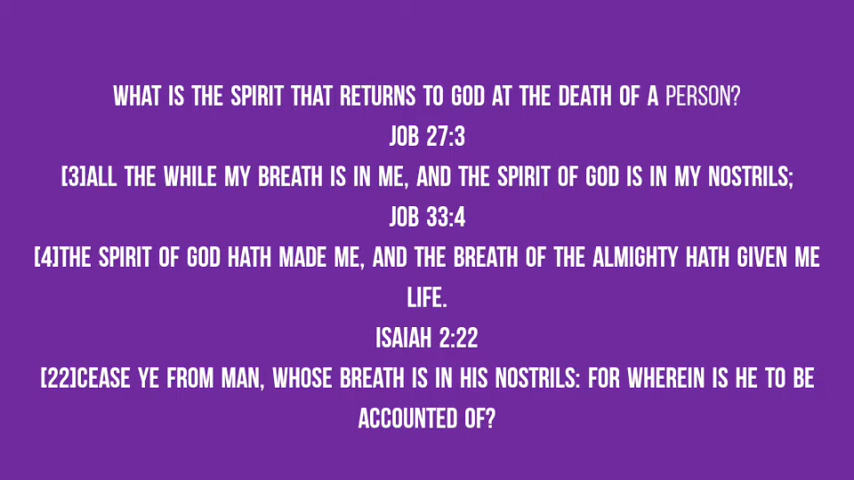 WHAT IS THE SPIRIT THAT RETURNS TO GOD AT THE DEATH OF A PERSON?
JOB 27:3
[3]ALL THE WHILE MY BREATH IS IN ME, AND THE SPIRIT OF GOD IS IN MY NOSTRILS;
JOB 33:4
[4]THE SPIRIT OF GOD HATH MADE ME, AND THE BREATH OF THE ALMIGHTY HATH GIVEN ME
LIFE.
ISAIAH 2:22
[22]CEASE YE FROM MAN, WHOSE BREATH IS IN HIS NOSTRILS: FOR WHEREIN IS HE TO BE
ACCOUNTED OF?